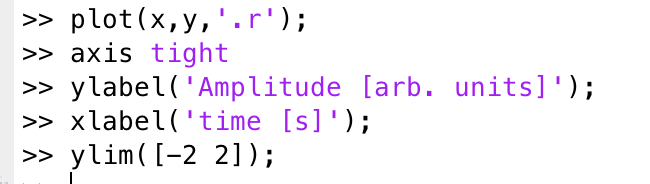 >> plot(x,y,'.r');
>> axis tight
>> ylabel('Amplitude [arb. units]');
>> xlabel('time [s]');
>> ylim([-2 2]);